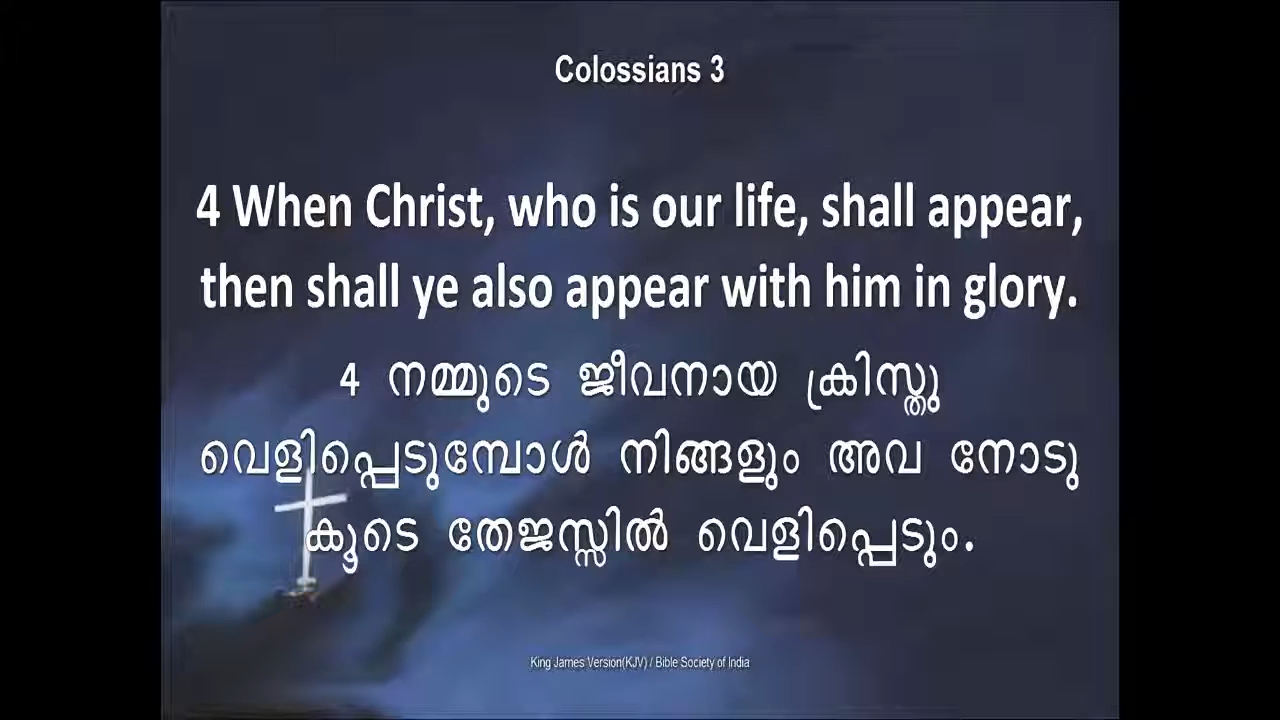 Colossians 3
4 When Christ, who is our life, shall appear,
then shall ye also appear with him in glory.
4 നമ്മുടെ ജീവനായ ക്രിസ്തു
വെളിപ്പെടുമ്പോൾ നിങ്ങളും അവ നോടു
കൂടെ തേജസ്സിൽ വെളിപ്പെടും.
King James Version(KJV) / Bible Society of India